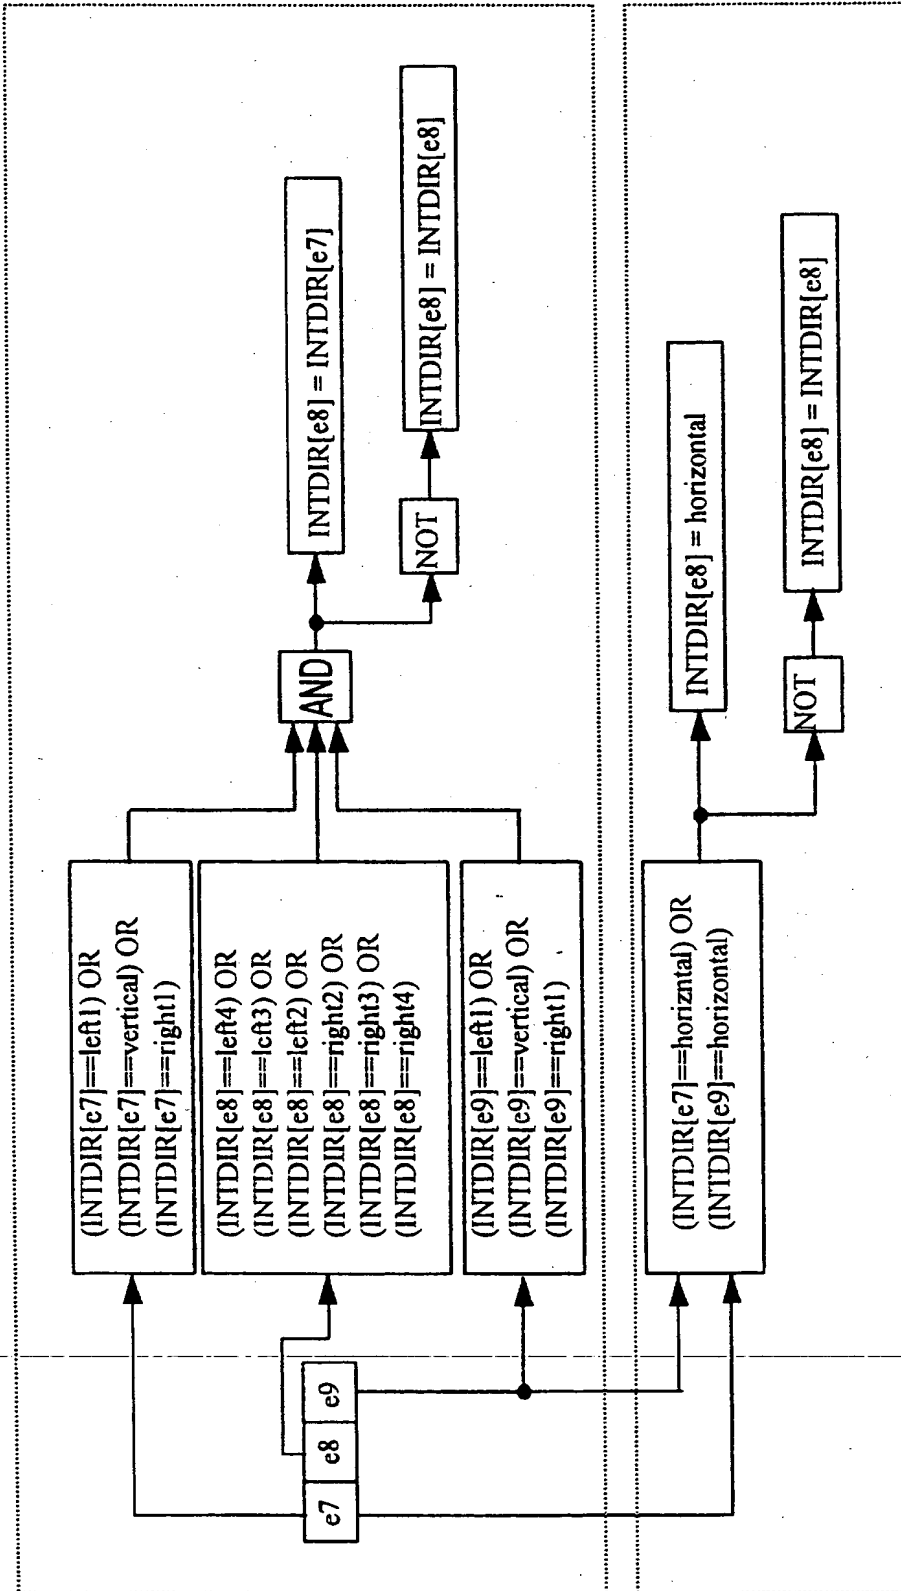 e7
e8
e9
(INTDIR[e7]==left1) OR
(INTDIR[e7]==vertical) OR
(INTDIR[e7]==right1)
(INTDIR[e8]==left4) OR
(INTDIR[e8]==left3) OR
(INTDIR[e8]==left2) OR
(INTDIR[e8]==right2) OR
(INTDIR[e8]==right3) OR
(INTDIR[e8]==right4)
(INTDIR[e9]==left1) OR
(INTDIR[e9]==vertical) OR
(INTDIR[e9]==right1)
AND
INTDIR[e8] = INTDIR[e7]
NOT
INTDIR[e8] = INTDIR[e8]
(INTDIR[e7]==horizntal) OR
(INTDIR[e9]==horizontal)
INTDIR[e8] = horizontal
NOT
INTDIR[e8] = INTDIR[e8]